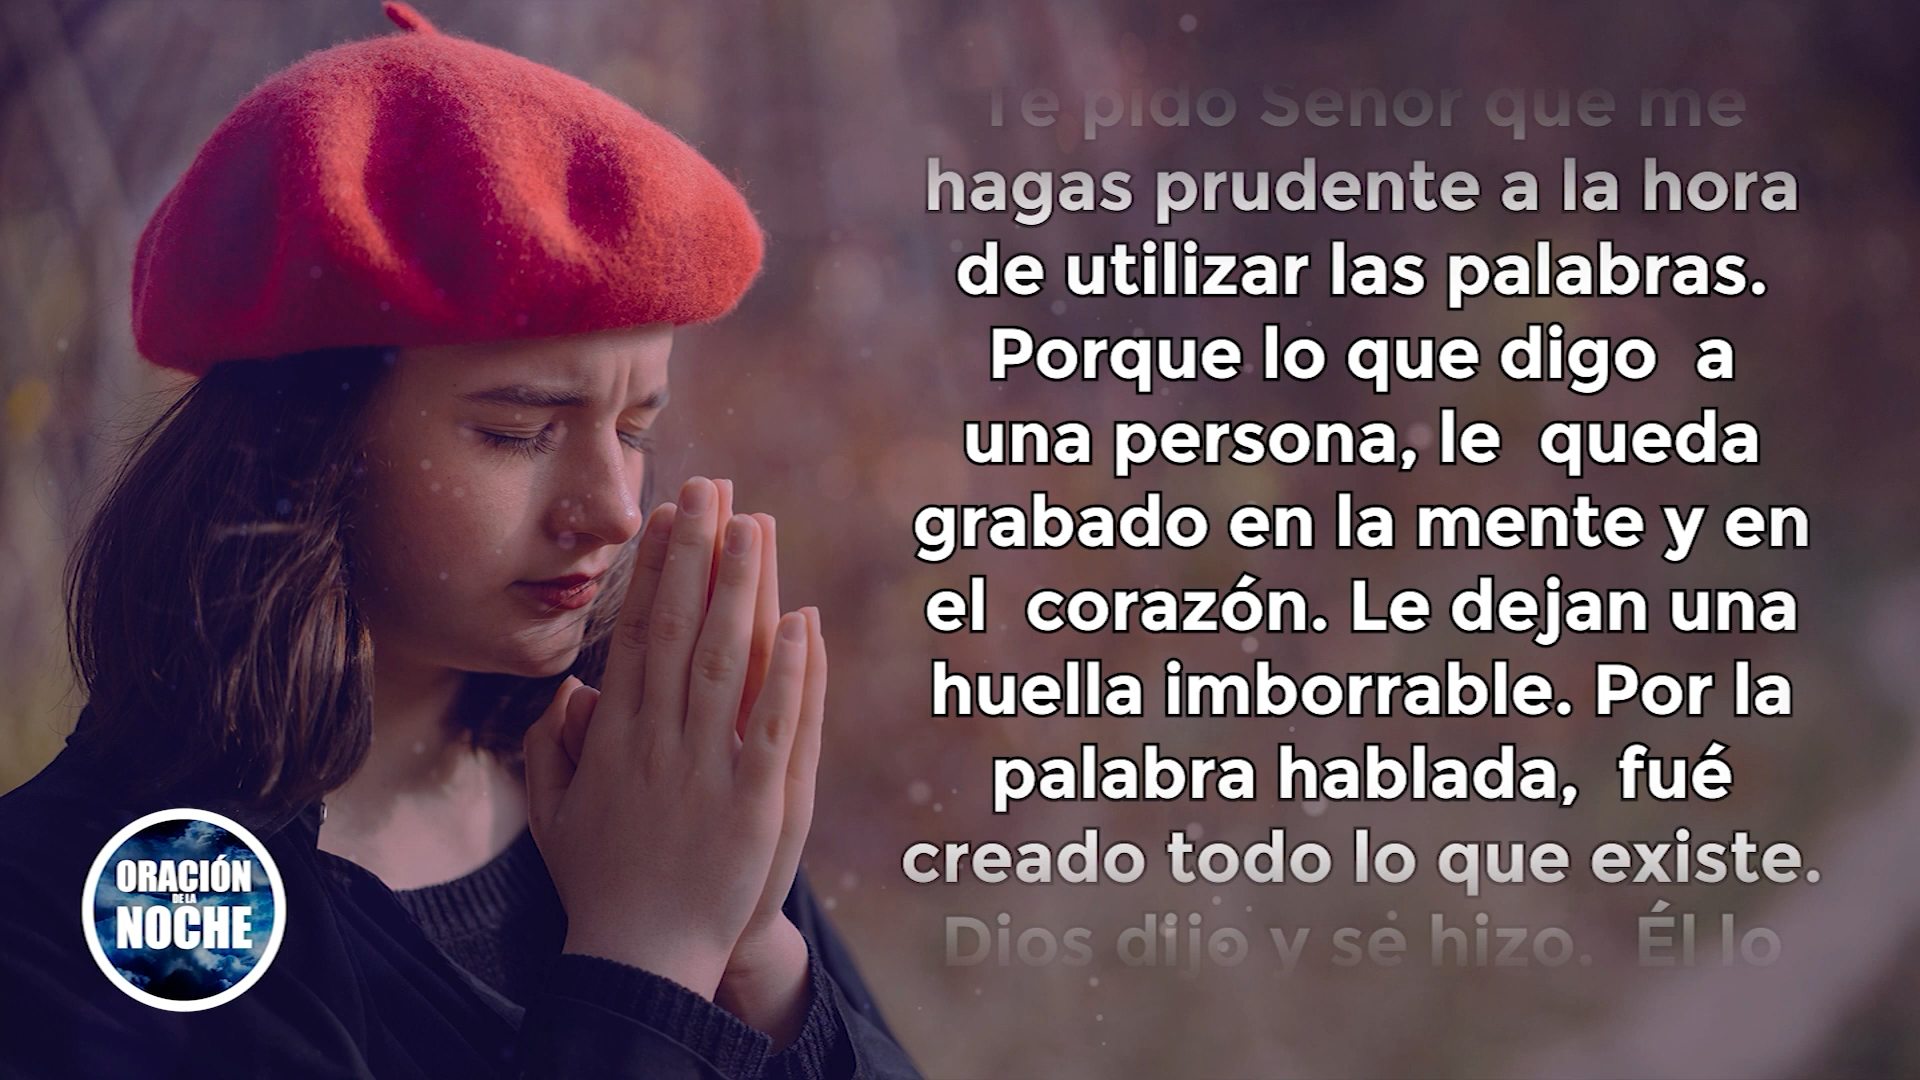 Te pido Señor que me
hagas prudente a la hora
de utilizar las palabras.
Porque lo que digo  a
una persona, le  queda
grabado en la mente y en
el  corazón. Le dejan una
huella imborrable. Por la
palabra hablada,  fué
creado todo lo que existe.
Dios dijo y se hizo.  Él lo
ORACIÓN
DE LA
NOCHE